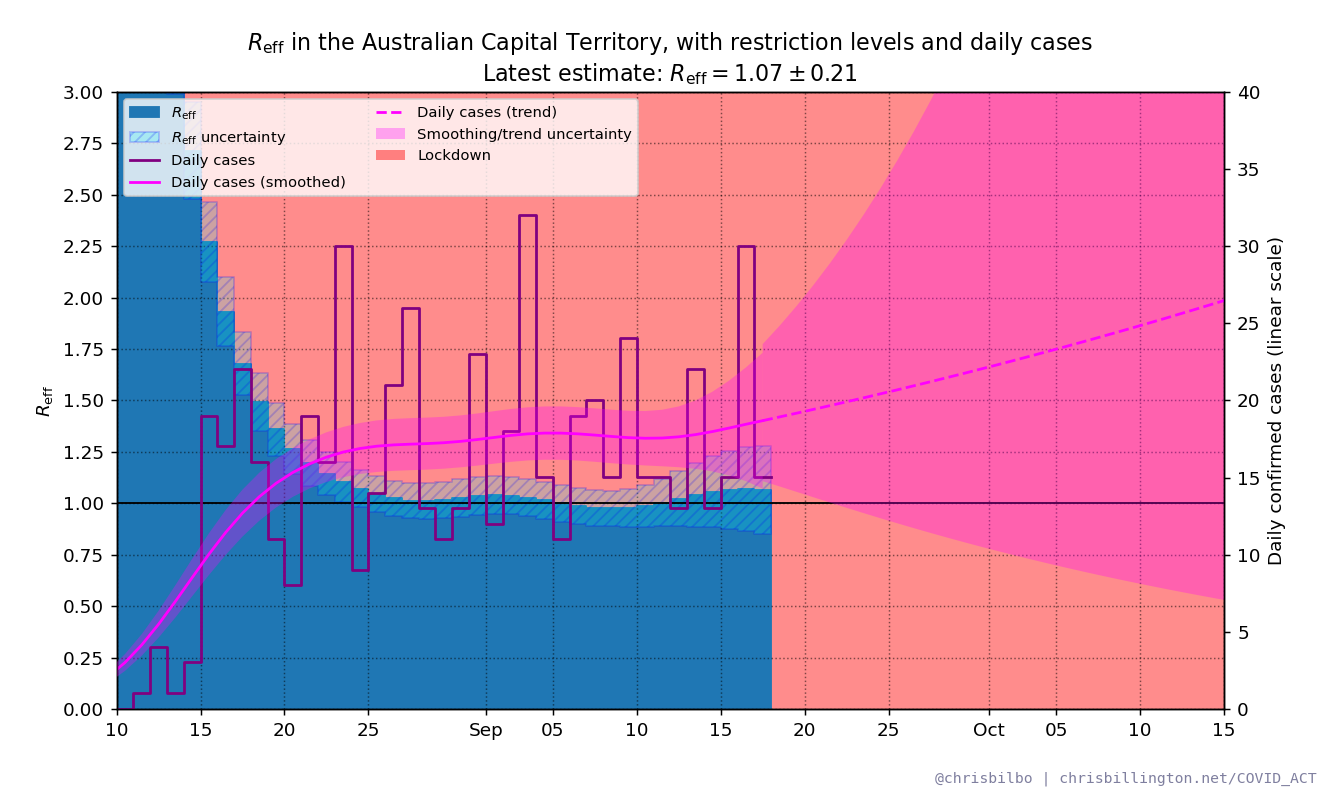 R_eff in the Australian Capital Territory, with restriction levels and daily cases
Latest estimate: R_eff = 1.07 ± 0.21
R_eff
R_eff uncertainty
Daily cases
Daily cases (smoothed)
Daily cases (trend)
Smoothing/trend uncertainty
Lockdown
3.00
2.75
2.50
2.25
2.00
1.75
1.50
1.25
1.00
0.75
0.50
0.25
0.00
R_eff
40
35
30
25
20
15
10
5
0
Daily confirmed cases (linear scale)
10 15 20 25 Sep 05 10 15 20 25 Oct 05 10 15
@chrisbilbo | chrisbillington.net/COVID_ACT